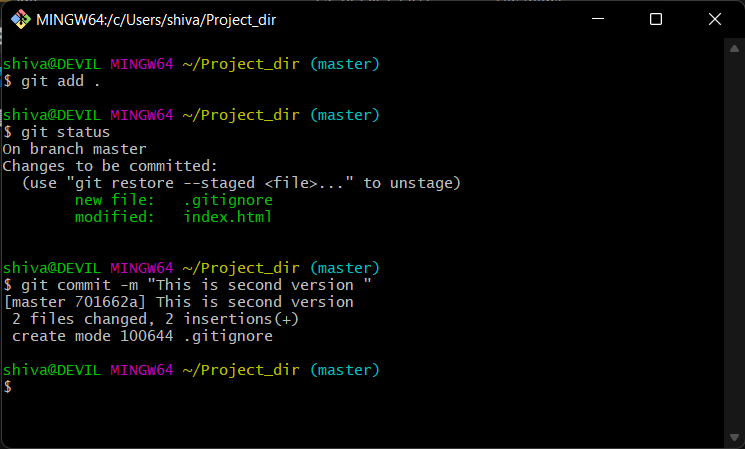 MINGW64:/c/Users/shiva/Project_dir
shiva@DEVIL MINGW64 ~/Project_dir (master)
$ git add .
shiva@DEVIL MINGW64 ~/Project_dir (master)
$ git status
On branch master
Changes to be committed:
  (use "git restore --staged <file>..." to unstage)
        new file:   .gitignore
        modified:   index.html
shiva@DEVIL MINGW64 ~/Project_dir (master)
$ git commit -m "This is second version "
[master 701662a] This is second version
 2 files changed, 2 insertions(+)
 create mode 100644 .gitignore
shiva@DEVIL MINGW64 ~/Project_dir (master)
$